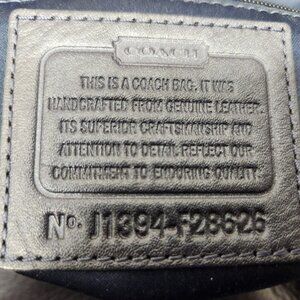 COACH
THIS IS A COACH BAG. IT WAS
HANDCRAFTED FROM GENUINE LEATHER.
ITS SUPERIOR CRAFTSMANSHIP AND
ATTENTION TO DETAIL REFLECT OUR
COMMITMENT TO ENDURING QUALITY.
No. J1394-F28626